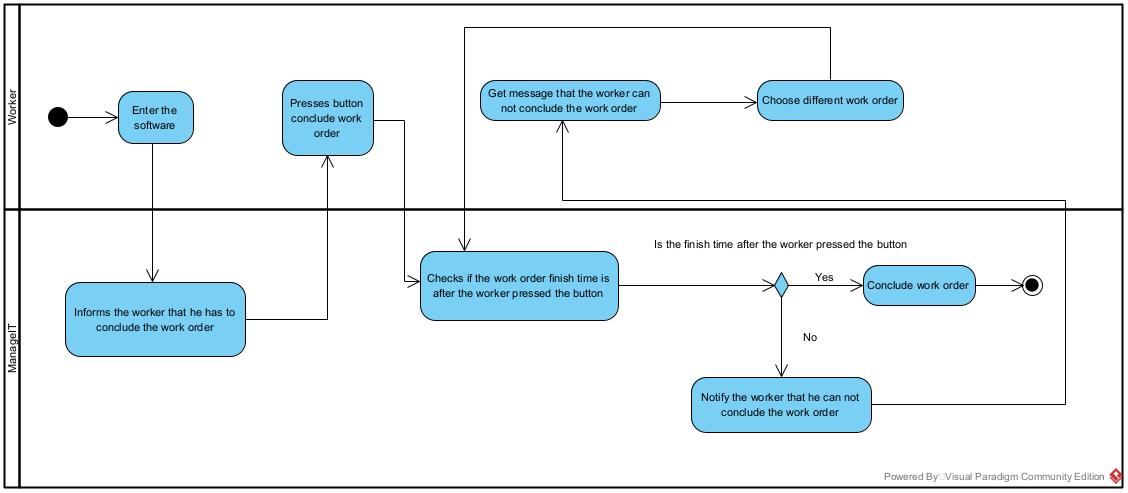 Worker
Enter the
software
Presses button
conclude work
order
Get message that the worker can
not conclude the work order
Choose different work order
ManageIT
Informs the worker that he has to
conclude the work order
Checks if the work order finish time is
after the worker pressed the button
Is the finish time after the worker pressed the button
Yes
Conclude work order
No
Notify the worker that he can not
conclude the work order
Powered By Visual Paradigm Community Edition